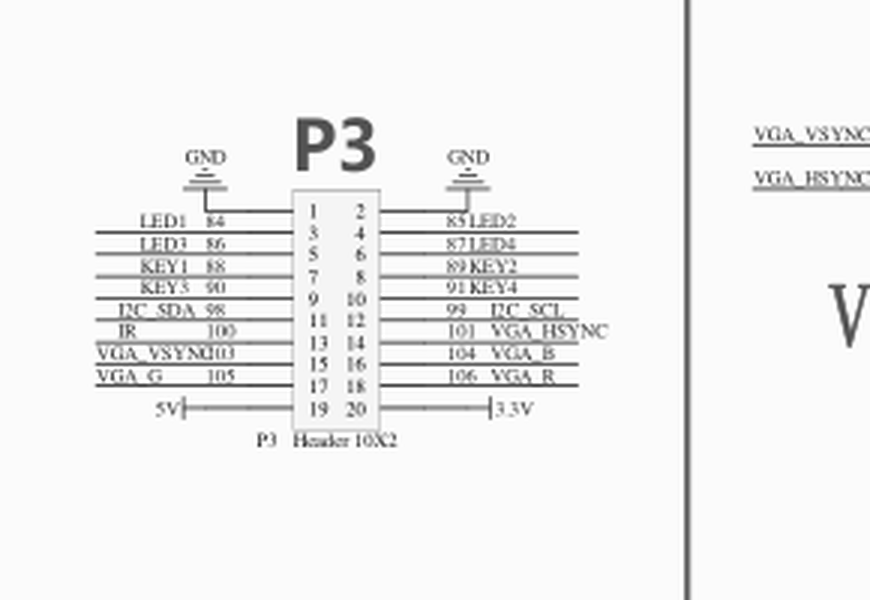 P3
GND GND
1 2
LED1 84 85 LED2
3 4
LED3 86 87 LED4
5 6
KEY1 88 89 KEY2
7 8
KEY3 90 91 KEY4
9 10
I2C_SDA 98 99 I2C_SCL
11 12
IR 100 101 VGA_HSYNC
13 14
VGA_VSYNC 103 104 VGA_B
15 16
VGA_G 105 106 VGA_R
17 18
5V 19 20 3.3V
P3 Header 10X2
VGA_VSYNC
VGA_HSYNC
V